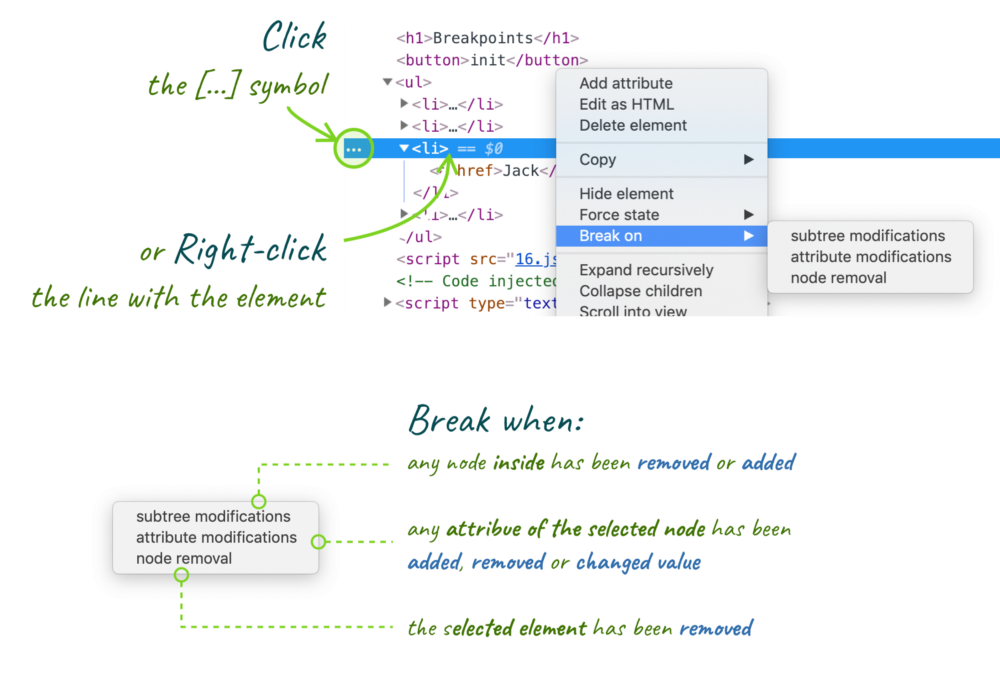 Click
the [...] symbol
or Right-click
the line with the element
<h1>Breakpoints</h1>
<button>init</button>
▼<ul>
▶<li>…</li>
▶<li>…</li>
...
▼<li> == $0
href>Jack</
</li>
▶<li>…</li>
</ul>
<script src="16.js
<!-- Code injected
▶<script type="text
Add attribute
Edit as HTML
Delete element
Copy ▶
Hide element
Force state ▶
Break on ▶
Expand recursively
Collapse children
Scroll into view
subtree modifications
attribute modifications
node removal
Break when:
any node inside has been removed or added
any attribue of the selected node has been
added, removed or changed value
the selected element has been removed
subtree modifications
attribute modifications
node removal